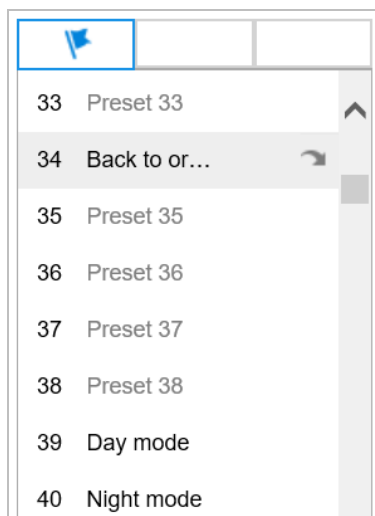 33 Preset 33
34 Back to or...
35 Preset 35
36 Preset 36
37 Preset 37
38 Preset 38
39 Day mode
40 Night mode